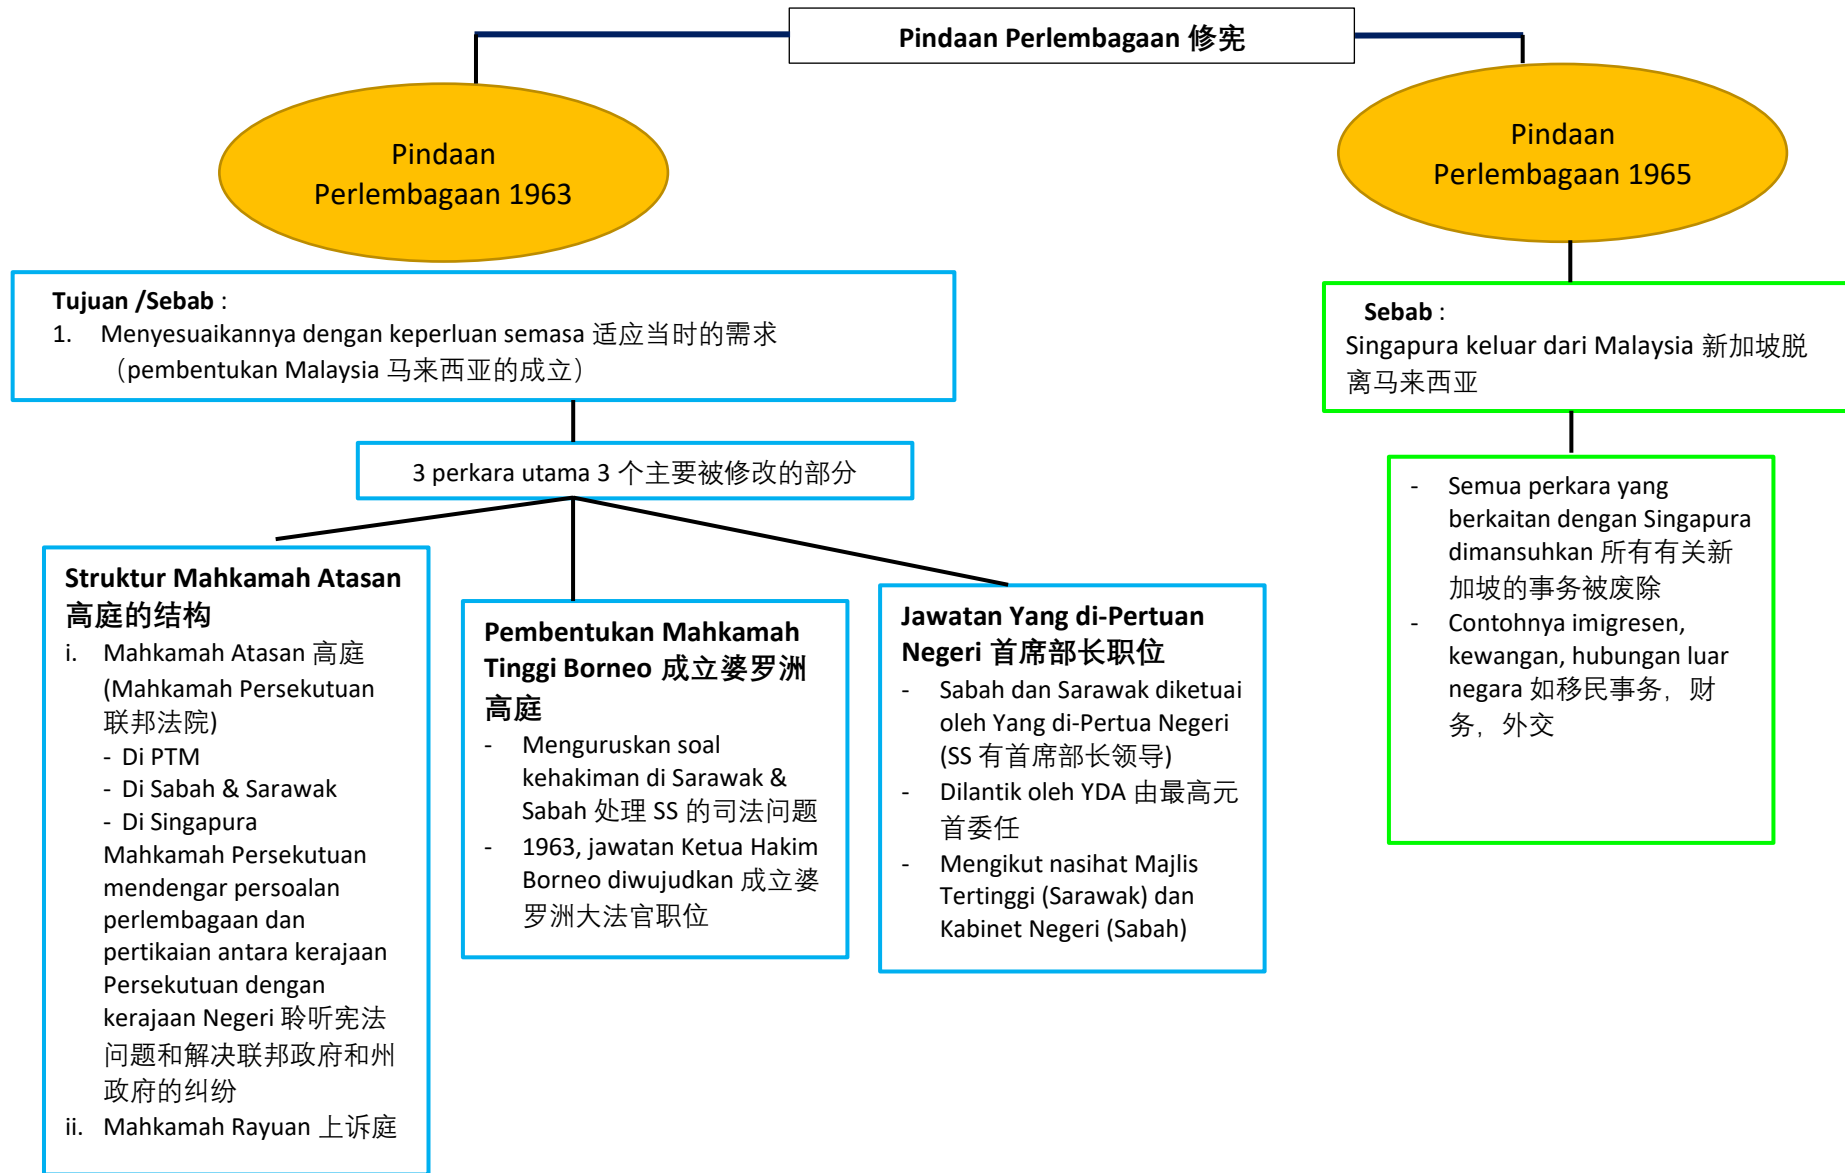 Pindaan Perlembagaan 修宪
Pindaan
Perlembagaan 1963
Pindaan
Perlembagaan 1965
Tujuan /Sebab :
1. Menyesuaikannya dengan keperluan semasa 适应当时的需求
（pembentukan Malaysia 马来西亚的成立）
Sebab :
Singapura keluar dari Malaysia 新加坡脱
离马来西亚
3 perkara utama 3 个主要被修改的部分
Struktur Mahkamah Atasan
高庭的结构
i. Mahkamah Atasan 高庭
(Mahkamah Persekutuan
联邦法院)
- Di PTM
- Di Sabah & Sarawak
- Di Singapura
Mahkamah Persekutuan
mendengar persoalan
perlembagaan dan
pertikaian antara kerajaan
Persekutuan dengan
kerajaan Negeri 聆听宪法
问题和解决联邦政府和州
政府的纠纷
ii. Mahkamah Rayuan 上诉庭
Pembentukan Mahkamah
Tinggi Borneo 成立婆罗洲
高庭
- Menguruskan soal
kehakiman di Sarawak &
Sabah 处理 SS 的司法问题
- 1963, jawatan Ketua Hakim
Borneo diwujudkan 成立婆
罗洲大法官职位
Jawatan Yang di-Pertuan
Negeri 首席部长职位
- Sabah dan Sarawak diketuai
oleh Yang di-Pertua Negeri
(SS 有首席部长领导)
- Dilantik oleh YDA 由最高元
首委任
- Mengikut nasihat Majlis
Tertinggi (Sarawak) dan
Kabinet Negeri (Sabah)
- Semua perkara yang
berkaitan dengan Singapura
dimansuhkan 所有有关新
加坡的事务被废除
- Contohnya imigresen,
kewangan, hubungan luar
negara 如移民事务，财
务，外交